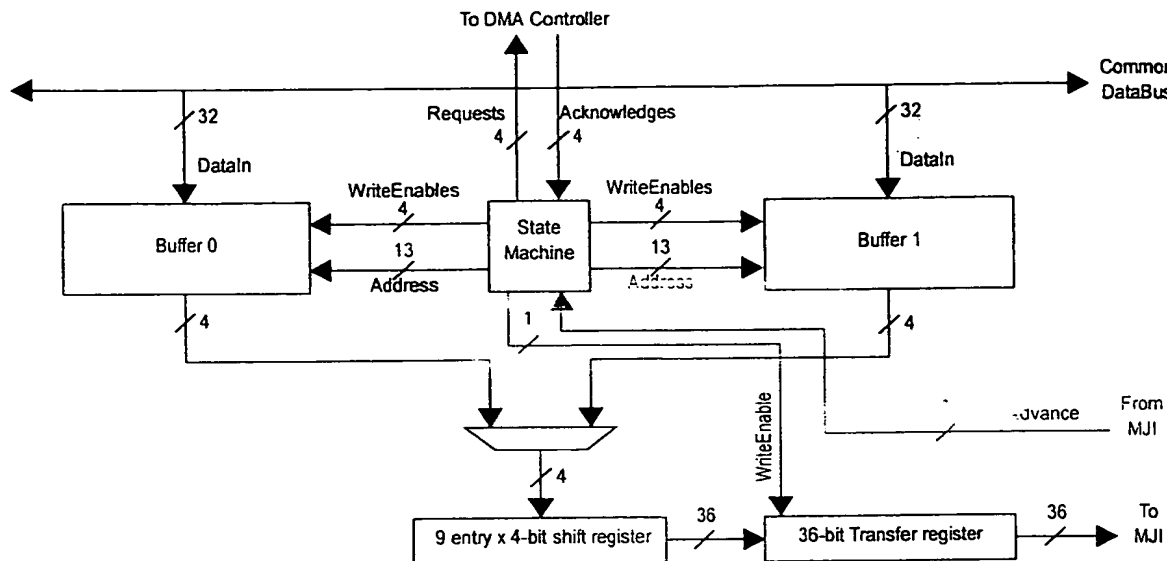 To DMA Controller
Common
DataBus
32
Requests
4
Acknowledges
4
32
DataIn
DataIn
WriteEnables
4
WriteEnables
4
Buffer 0
State
Machine
Buffer 1
13
Address
13
Address
4
1
4
WriteEnable
From
MJI
4
9 entry x 4-bit shift register
36
36-bit Transfer register
36
To
MJI